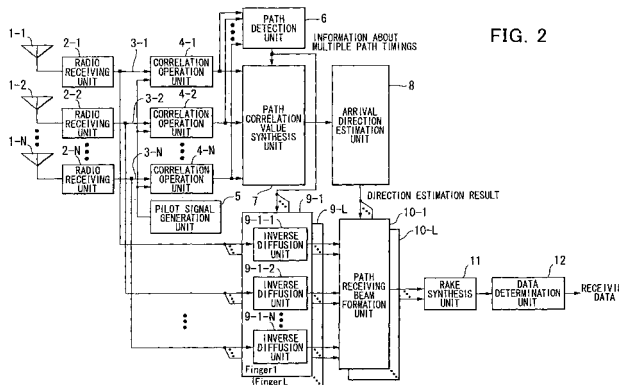 FIG. 2
1-1
2-1
RADIO
RECEIVING
UNIT
3-1
4-1
CORRELATION
OPERATION
UNIT
PATH
DETECTION
UNIT
6
INFORMATION ABOUT
MULTIPLE PATH TIMINGS
1-2
2-2
RADIO
RECEIVING
UNIT
3-2
4-2
CORRELATION
OPERATION
UNIT
PATH
CORRELATION
VALUE SYNTHESIS
UNIT
7
8
ARRIVAL
DIRECTION
ESTIMATION
UNIT
1-N
2-N
RADIO
RECEIVING
UNIT
3-N
4-N
CORRELATION
OPERATION
UNIT
5
PILOT SIGNAL
GENERATION
UNIT
DIRECTION ESTIMATION RESULT
9-1
9-L
9-1-1
INVERSE
DIFFUSION
UNIT
9-1-2
INVERSE
DIFFUSION
UNIT
9-1-N
INVERSE
DIFFUSION
UNIT
Finger1
(FingerL
10-1
10-L
PATH
RECEIVING
BEAM
FORMATION
UNIT
11
RAKE
SYNTHESIS
UNIT
12
DATA
DETERMINATION
UNIT
RECEIVI
DATA